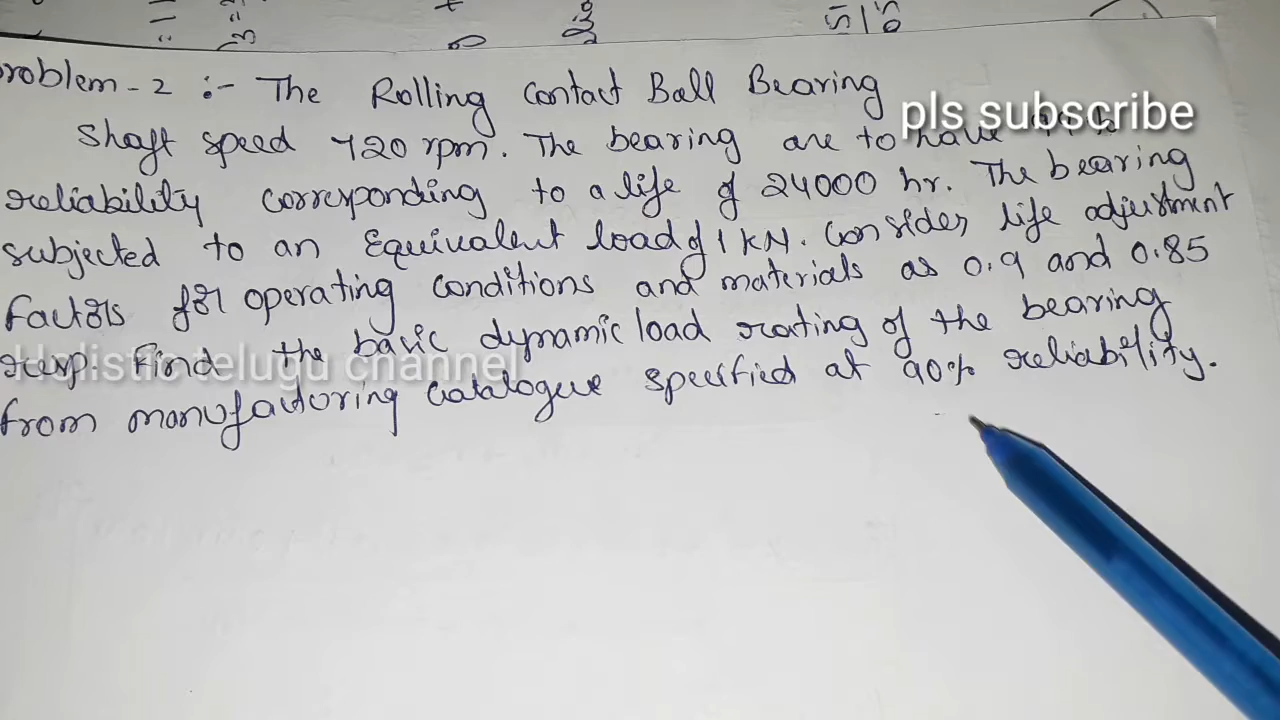 roblem - 2 :- The Rolling Contact Ball Bearing
pls subscribe
shaft speed 720 rpm. The bearing are to have 99%
reliability corresponding to a life of 24000 hr. The bearing
subjected to an Equivalent load of 1 KN. Consider life adjustment
factors for operating conditions and materials as 0.9 and 0.85
resp. Find the basic dynamic load rating of the bearing
Holistic telugu channel
from manufactoring catalogue specified at 90% reliability.